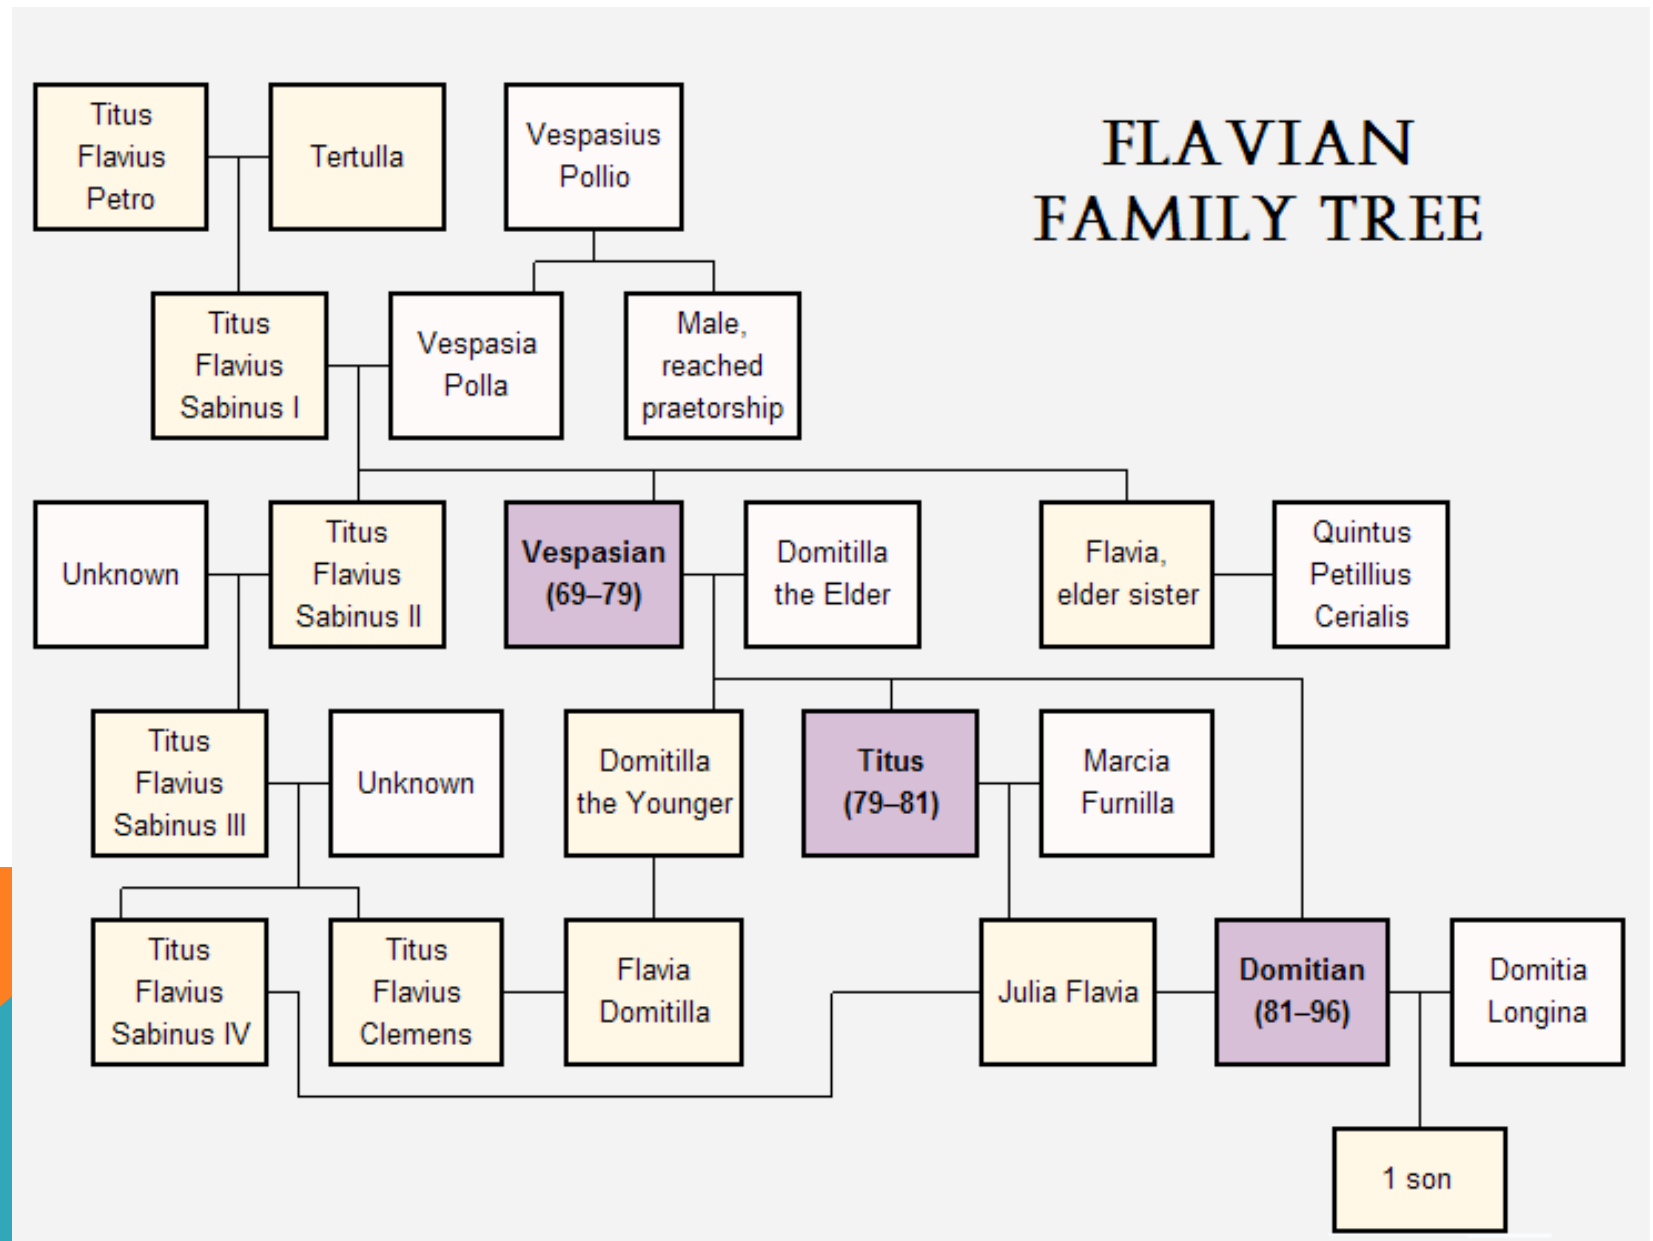 FLAVIAN
FAMILY TREE
Titus
Flavius
Petro
Tertulla
Vespasius
Pollio
Titus
Flavius
Sabinus I
Vespasia
Polla
Male,
reached
praetorship
Unknown
Titus
Flavius
Sabinus II
Vespasian
(69–79)
Domitilla
the Elder
Flavia,
elder sister
Quintus
Petillius
Cerialis
Titus
Flavius
Sabinus III
Unknown
Domitilla
the Younger
Titus
(79–81)
Marcia
Furnilla
Titus
Flavius
Sabinus IV
Titus
Flavius
Clemens
Flavia
Domitilla
Julia Flavia
Domitian
(81–96)
Domitia
Longina
1 son